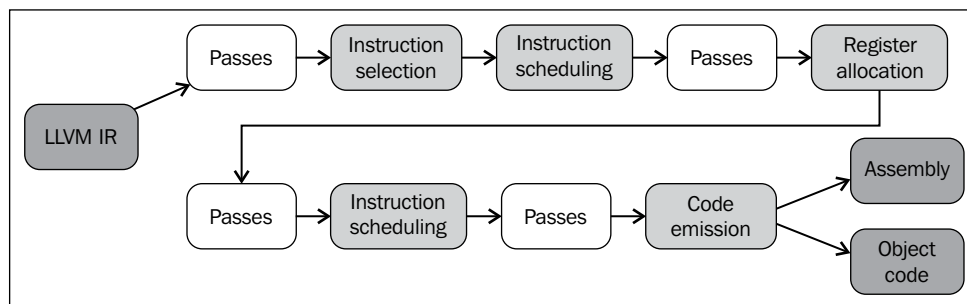 LLVM IR
Passes
Instruction
selection
Instruction
scheduling
Passes
Register
allocation
Passes
Instruction
scheduling
Passes
Code
emission
Assembly
Object
code